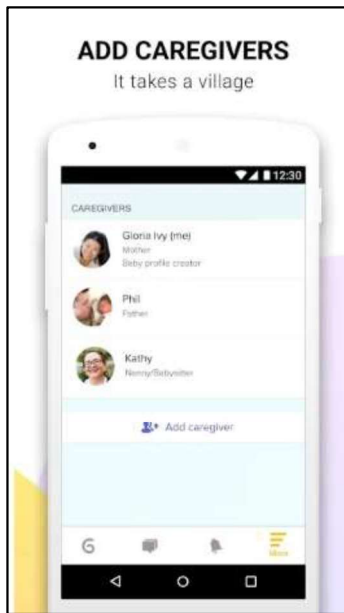 ADD CAREGIVERS
It takes a village
12:30
CAREGIVERS
Gloria Ivy (me)
Mother
Baby profile creator
Phil
Father
Kathy
Nanny/Babysitter
Add caregiver
More